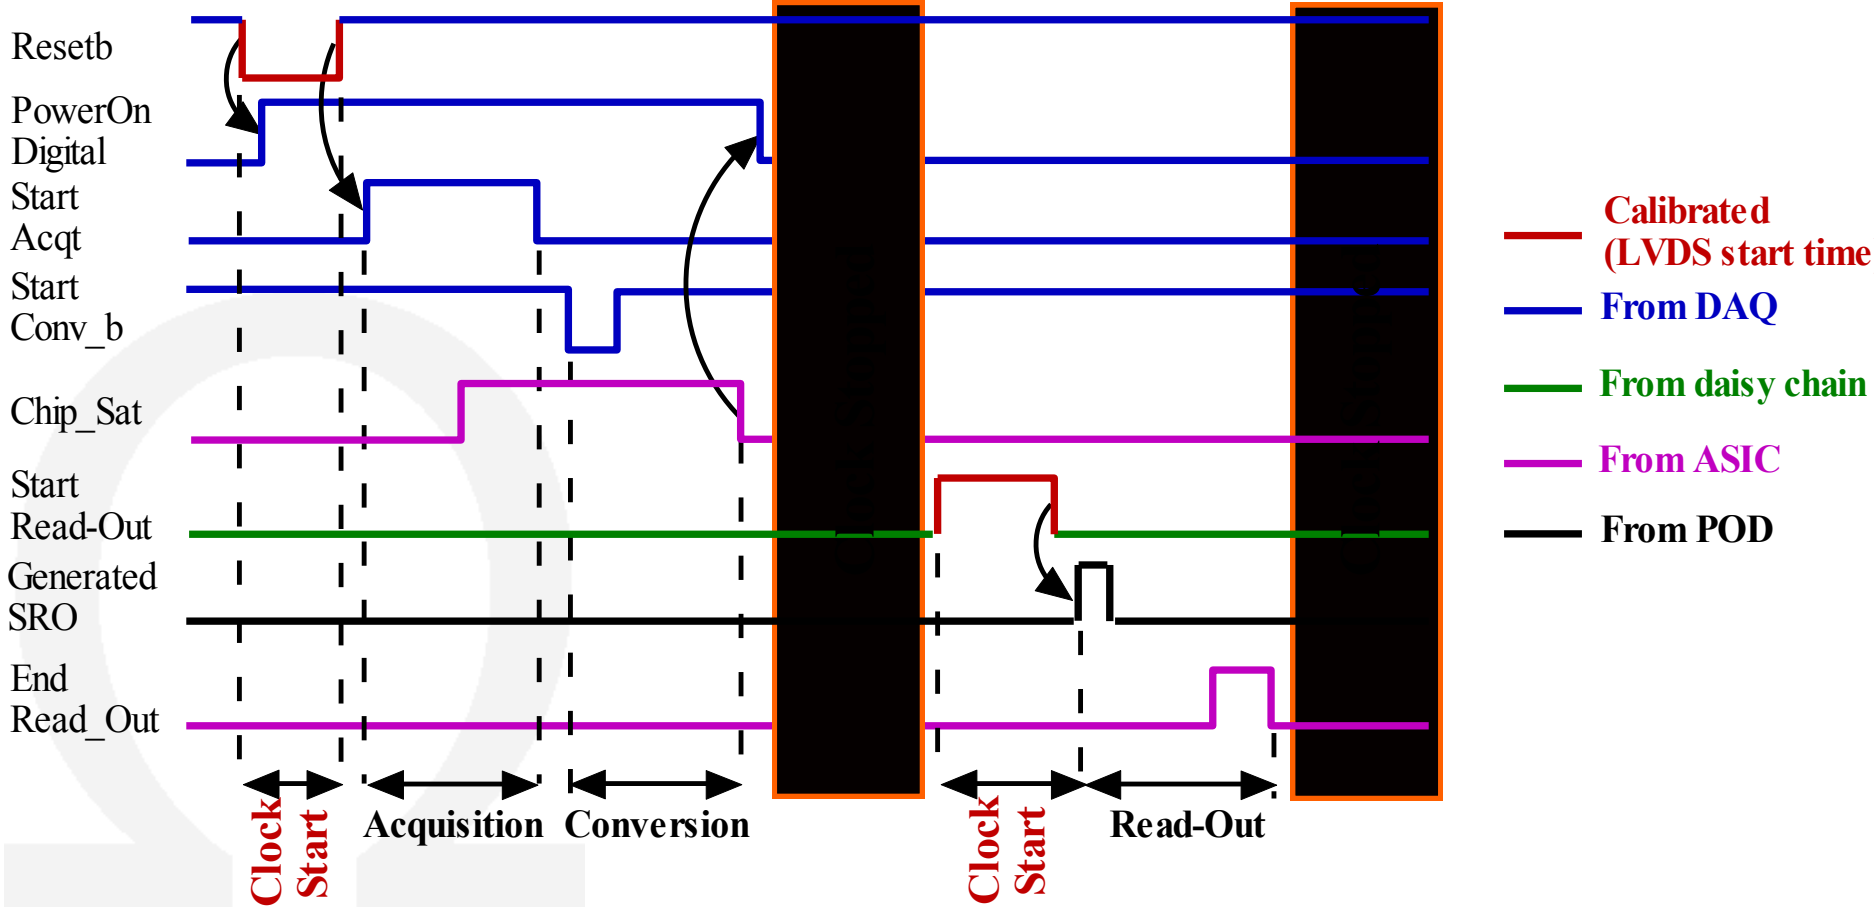 Resetb
PowerOn
Digital
Start
Acqt
Start
Conv_b
Chip_Sat
Start
Read-Out
Generated
SRO
End
Read_Out
Calibrated
(LVDS start time
From DAQ
From daisy chain
From ASIC
From POD
Clock
Start
Acquisition
Conversion
Clock
Start
Read-Out